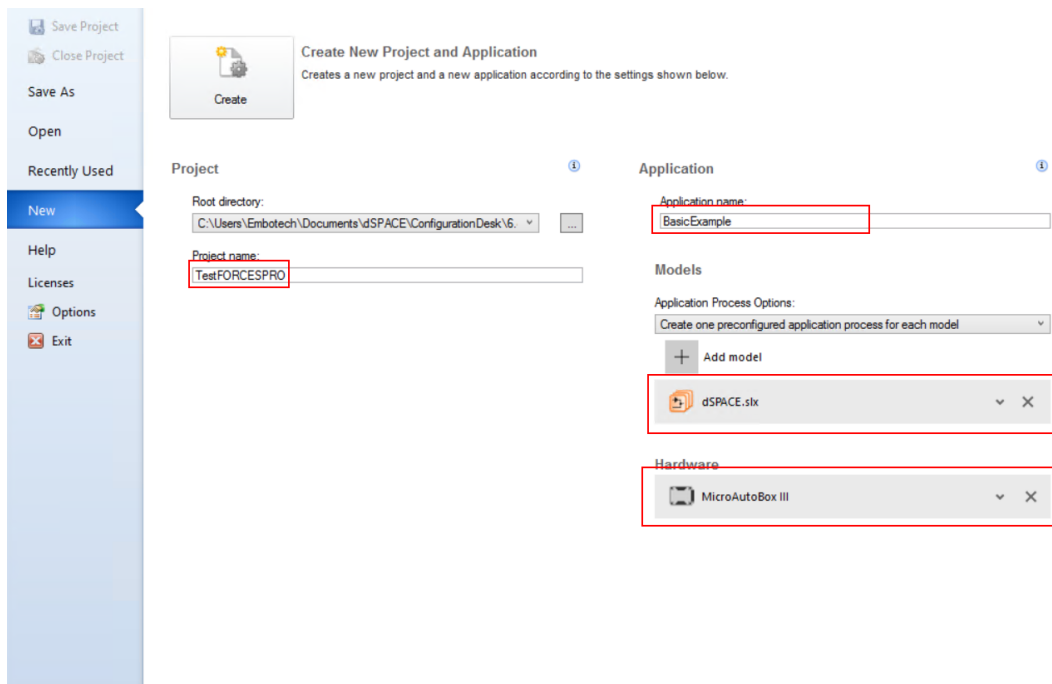 Save Project
Close Project
Save As
Open
Recently Used
New
Help
Licenses
Options
Exit
Create
Create New Project and Application
Creates a new project and a new application according to the settings shown below.
Project
Root directory:
C:\Users\Embotech\Documents\dSPACE\ConfigurationDesk\6.
...
Project name:
TestFORCESPRO
Application
Application name:
BasicExample
Models
Application Process Options:
Create one preconfigured application process for each model
Add model
dSPACE.slx
Hardware
MicroAutoBox III